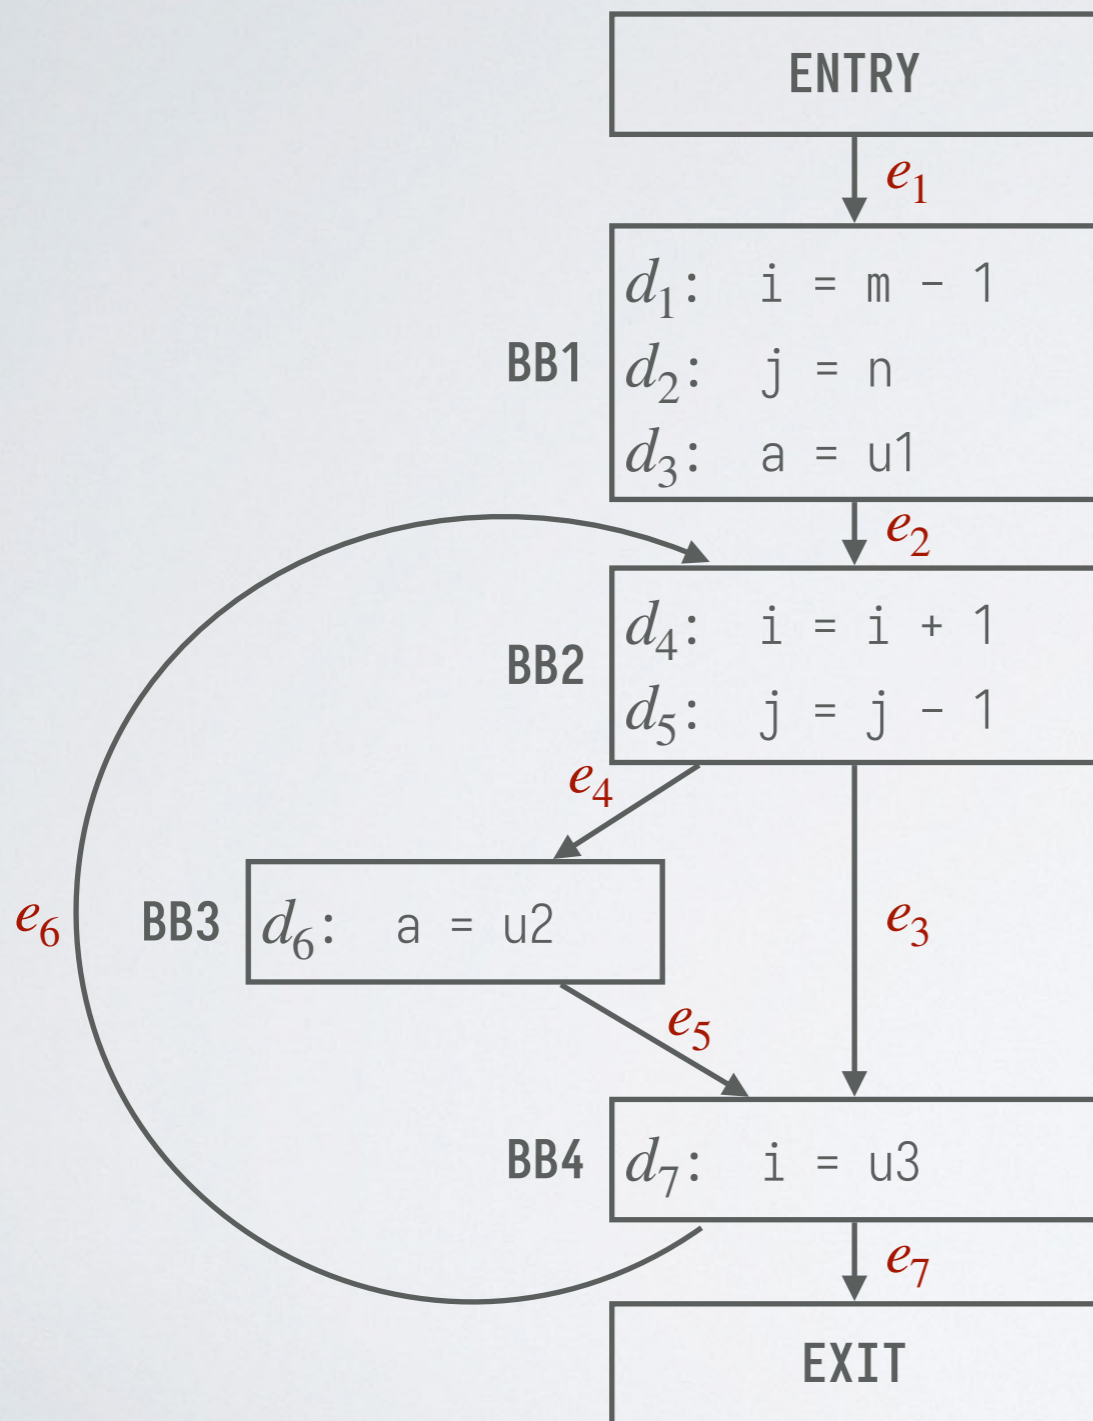 ENTRY
e1
d1: i = m - 1
BB1 d2: j = n
d3: a = u1
e2
d4: i = i + 1
BB2
d5: j = j - 1
e4
e6 BB3 d6: a = u2 e3
e5
BB4 d7: i = u3
e7
EXIT